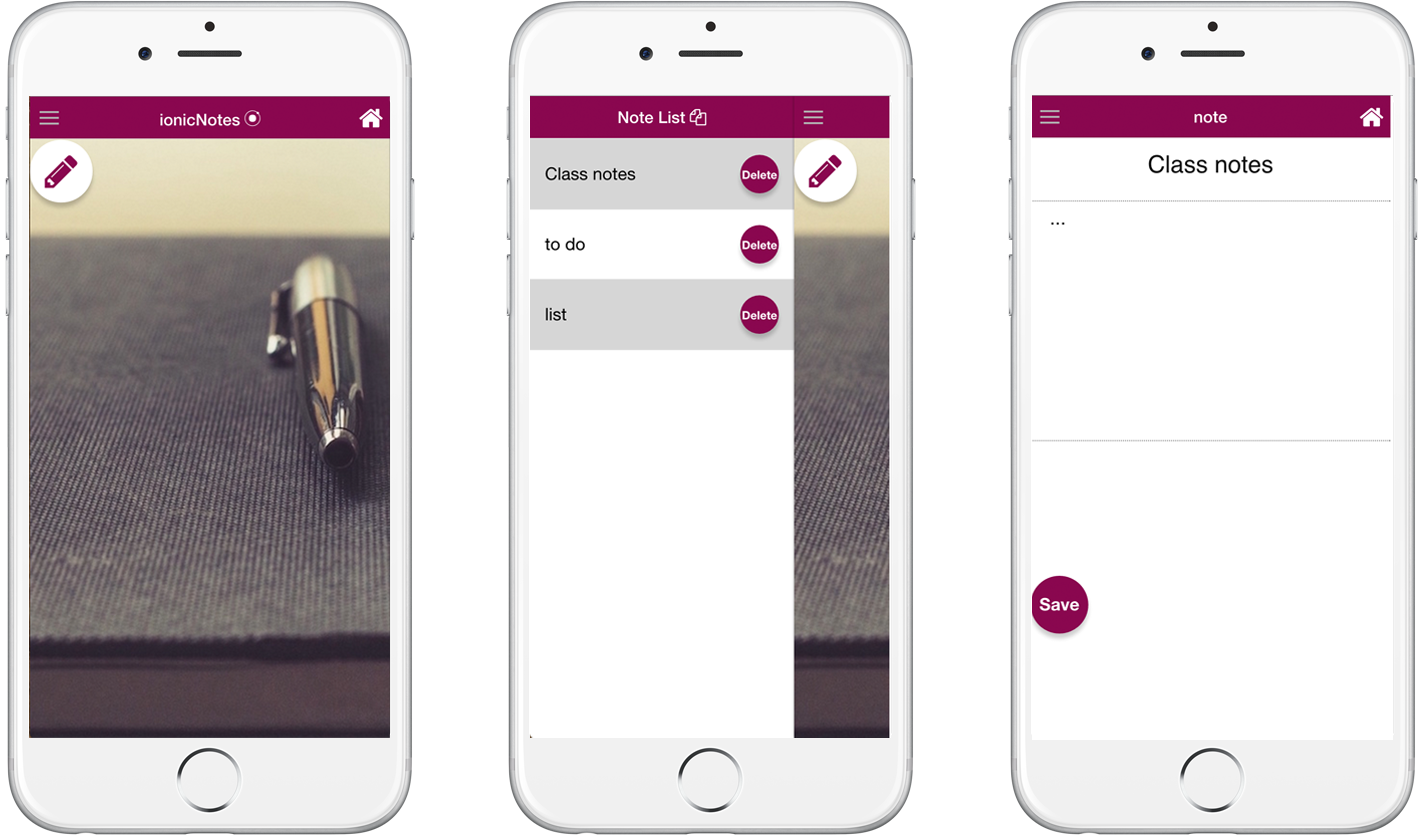 ionicNotes
Note List
Class notes
Delete
to do
Delete
list
Delete
note
Class notes
...
Save